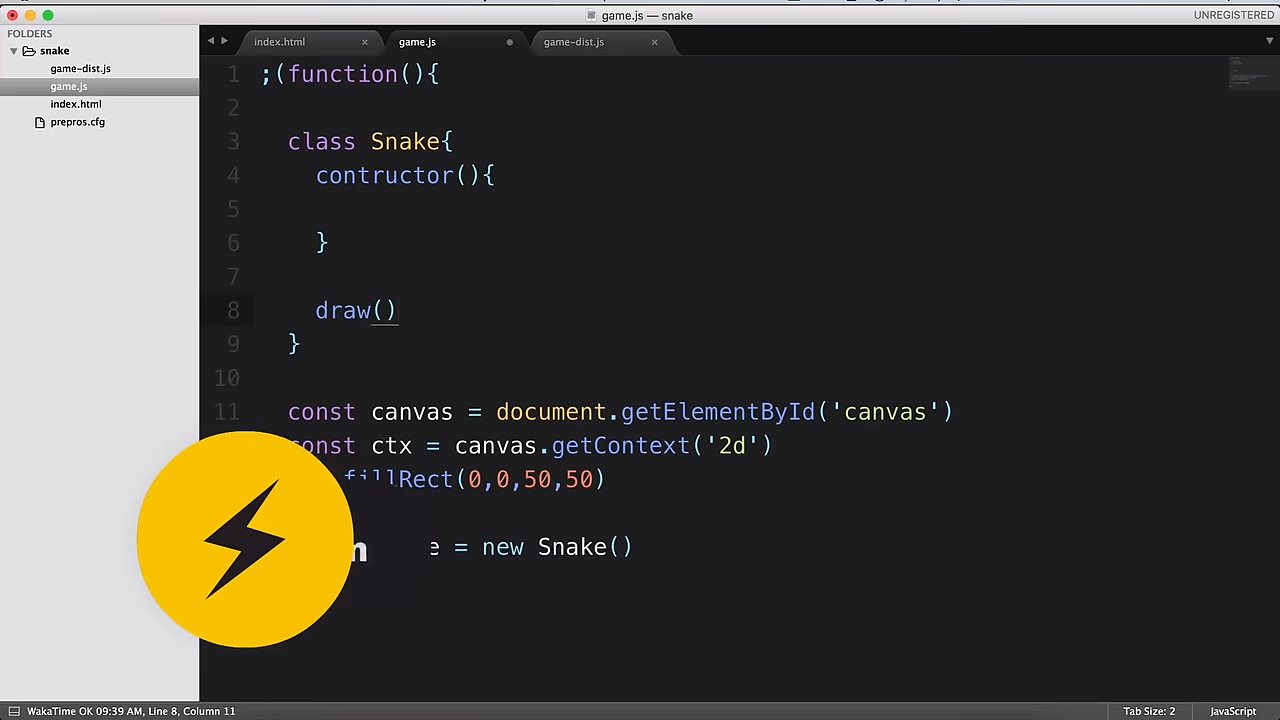 game.js — snake
UNREGISTERED
FOLDERS
snake
game-dist.js
game.js
index.html
prepros.cfg
index.html
game.js
game-dist.js
1 ;(function(){
2
3 class Snake{
4 contructor(){
5
6 }
7
8 draw()
9 }
10
11 const canvas = document.getElementById('canvas')
const ctx = canvas.getContext('2d')
fillRect(0,0,50,50)
e = new Snake()
WakaTime OK 09:39 AM, Line 8, Column 11
Tab Size: 2
JavaScript